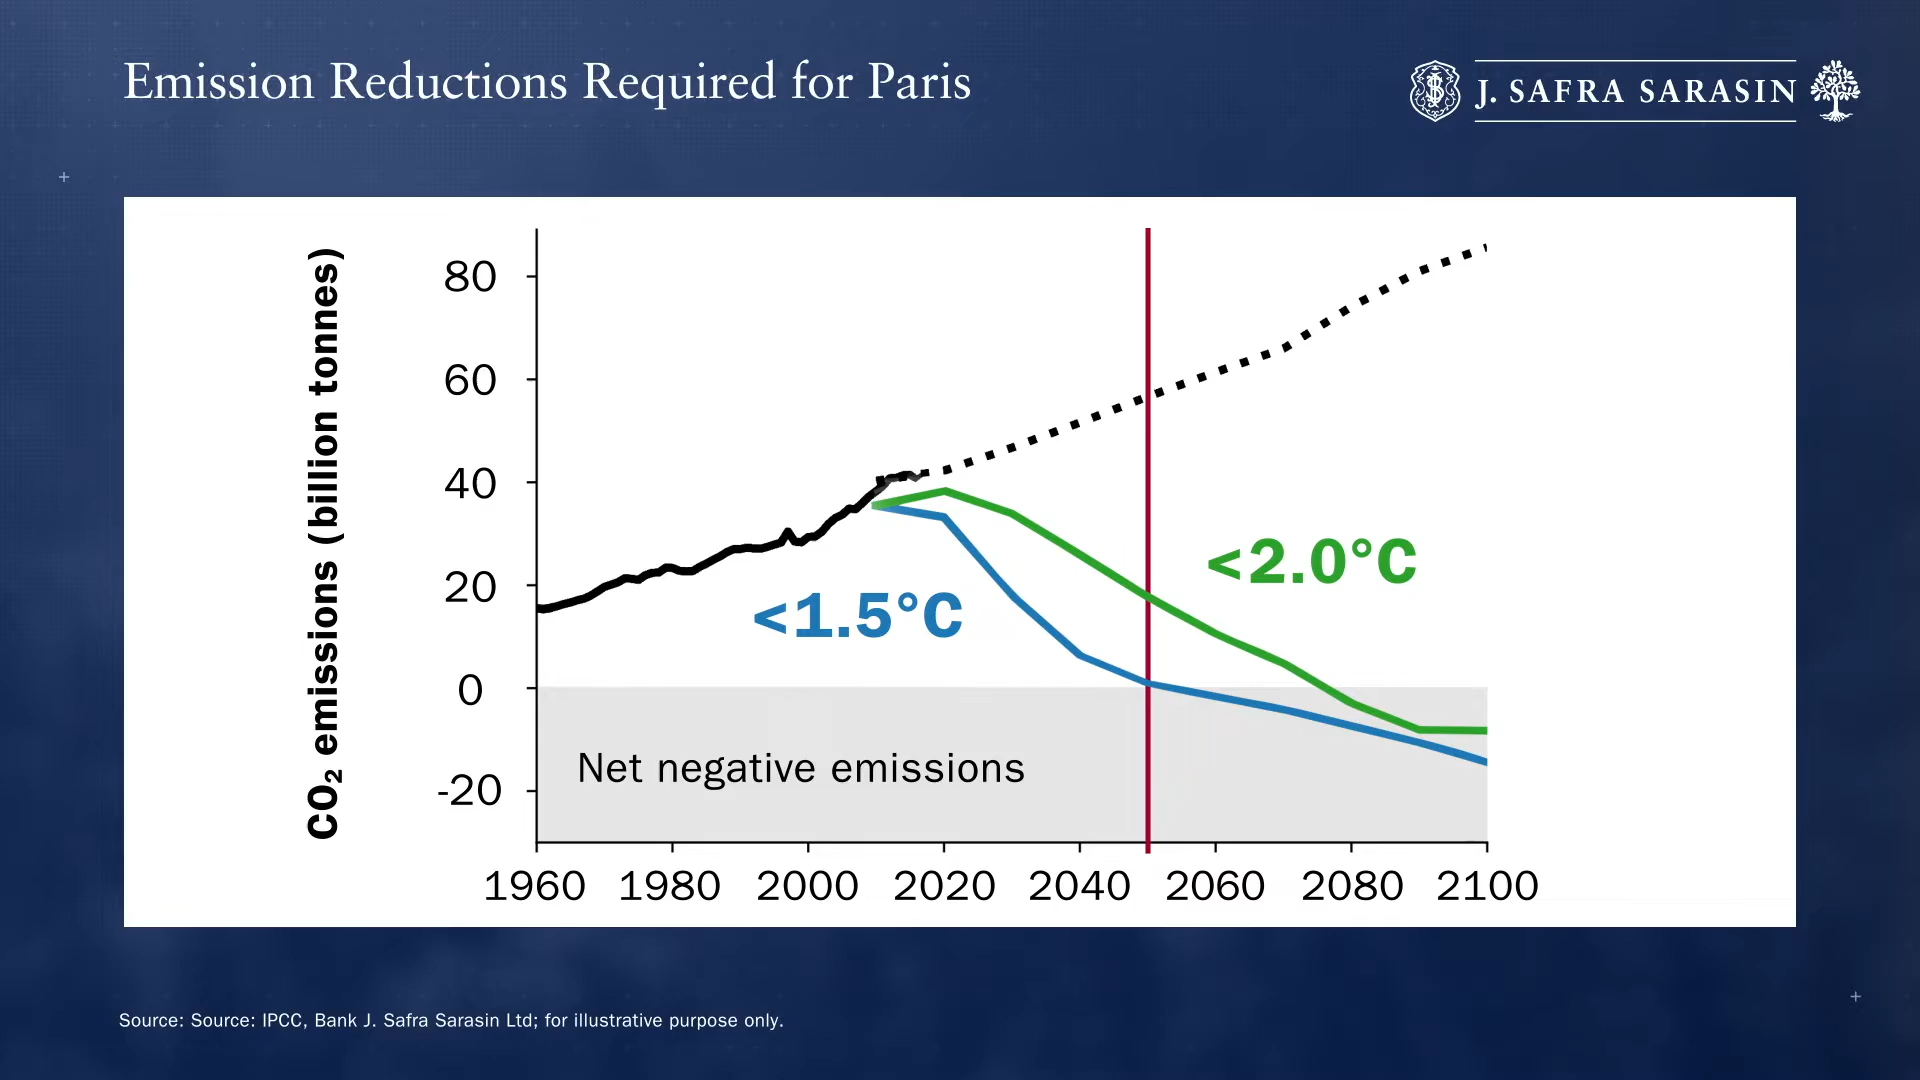 Emission Reductions Required for Paris
J. SAFRA SARASIN
CO₂ emissions (billion tonnes)
80
60
40
20
0
-20
<2.0°C
<1.5°C
Net negative emissions
1960 1980 2000 2020 2040 2060 2080 2100
Source: Source: IPCC, Bank J. Safra Sarasin Ltd; for illustrative purpose only.